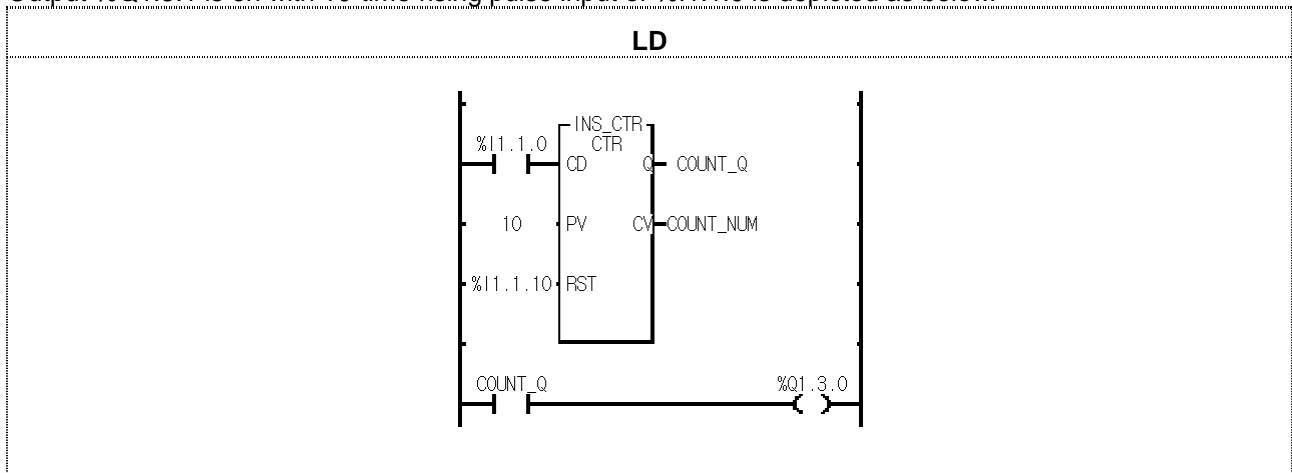 LD
INS_CTR
%I1.1.0 CTR
CD Q COUNT_Q
10 PV CV COUNT_NUM
%I1.1.10 RST
COUNT_Q %Q1.3.0